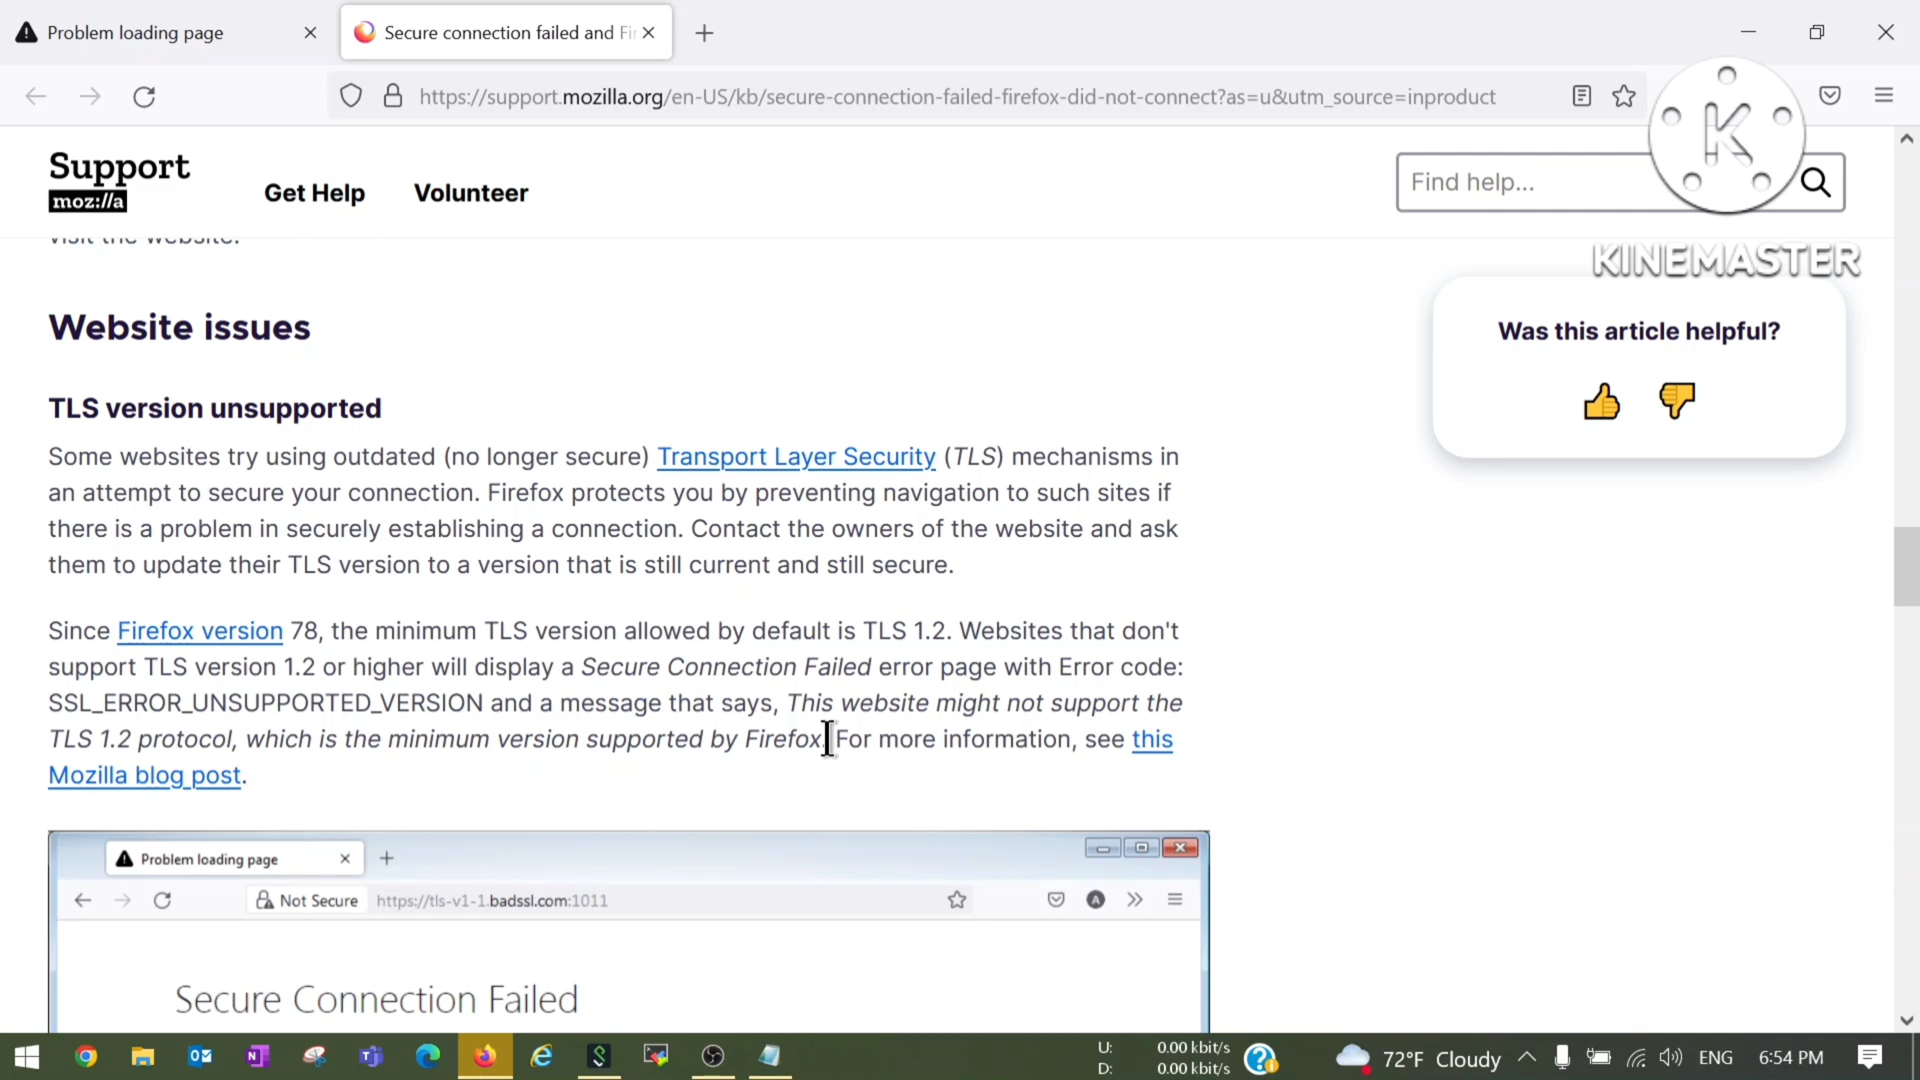 Problem loading page
Secure connection failed and Fi
https://support.mozilla.org/en-US/kb/secure-connection-failed-firefox-did-not-connect?as=u&utm_source=inproduct
K
KINEMASTER
Support
moz://a
Get Help
Volunteer
Find help...
visit the website.
Was this article helpful?
Website issues
TLS version unsupported
Some websites try using outdated (no longer secure) Transport Layer Security (TLS) mechanisms in
an attempt to secure your connection. Firefox protects you by preventing navigation to such sites if
there is a problem in securely establishing a connection. Contact the owners of the website and ask
them to update their TLS version to a version that is still current and still secure.
Since Firefox version 78, the minimum TLS version allowed by default is TLS 1.2. Websites that don't
support TLS version 1.2 or higher will display a Secure Connection Failed error page with Error code:
SSL_ERROR_UNSUPPORTED_VERSION and a message that says, This website might not support the
TLS 1.2 protocol, which is the minimum version supported by Firefox. For more information, see this
Mozilla blog post.
Problem loading page
Not Secure https://tls-v1-1.badssl.com:1011
A
Secure Connection Failed
U: 0.00 kbit/s
D: 0.00 kbit/s
72°F Cloudy
ENG
6:54 PM